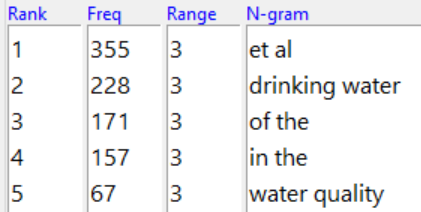 Rank Freq Range N-gram
1 355 3 et al
2 228 3 drinking water
3 171 3 of the
4 157 3 in the
5 67 3 water quality